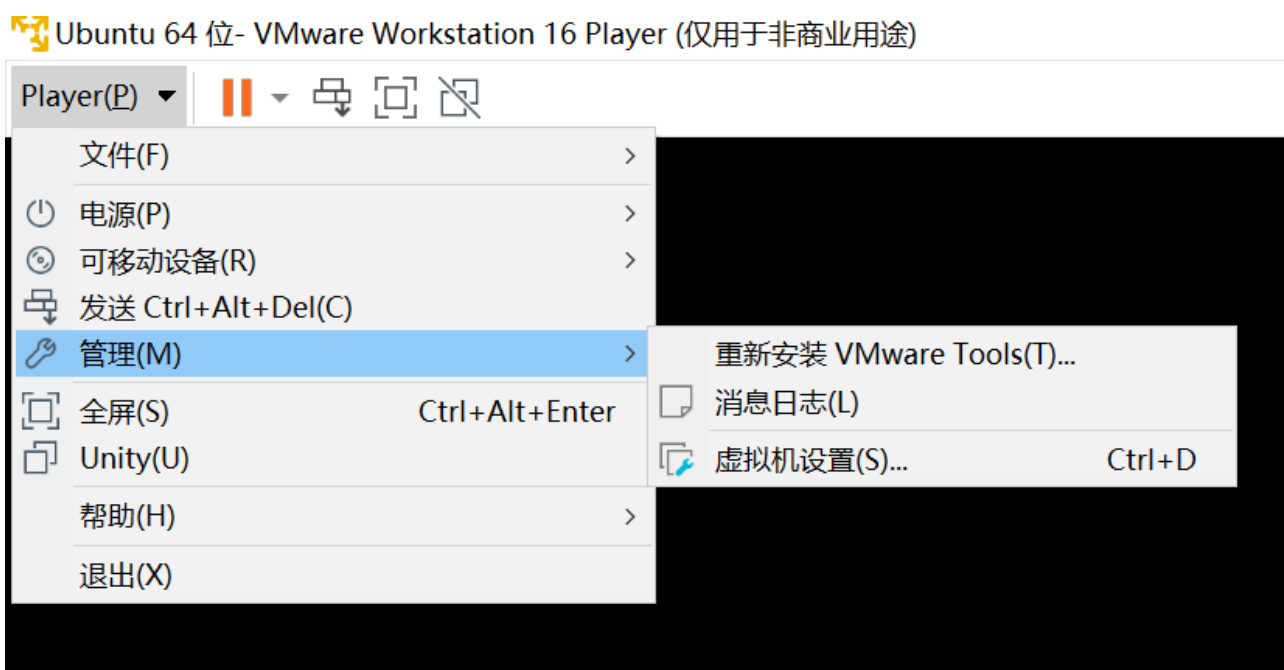 Ubuntu 64 位- VMware Workstation 16 Player (仅用于非商业用途)
Player(P)
文件(F)
电源(P)
可移动设备(R)
发送 Ctrl+Alt+Del(C)
管理(M)
重新安装 VMware Tools(T)...
消息日志(L)
全屏(S) Ctrl+Alt+Enter
Unity(U)
虚拟机设置(S)... Ctrl+D
帮助(H)
退出(X)